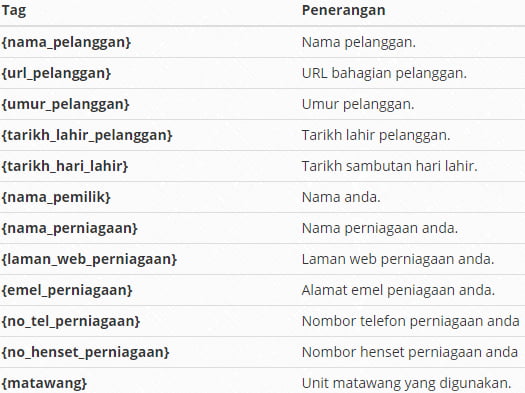 Tag Penerangan
{nama_pelanggan} Nama pelanggan.
{url_pelanggan} URL bahagian pelanggan.
{umur_pelanggan} Umur pelanggan.
{tarikh_lahir_pelanggan} Tarikh lahir pelanggan.
{tarikh_hari_lahir} Tarikh sambutan hari lahir.
{nama_pemilik} Nama anda.
{nama_perniagaan} Nama perniagaan anda.
{laman_web_perniagaan} Laman web perniagaan anda.
{emel_perniagaan} Alamat emel peniagaan anda.
{no_tel_perniagaan} Nombor telefon perniagaan anda
{no_henset_perniagaan} Nombor henset perniagaan anda
{matawang} Unit matawang yang digunakan.